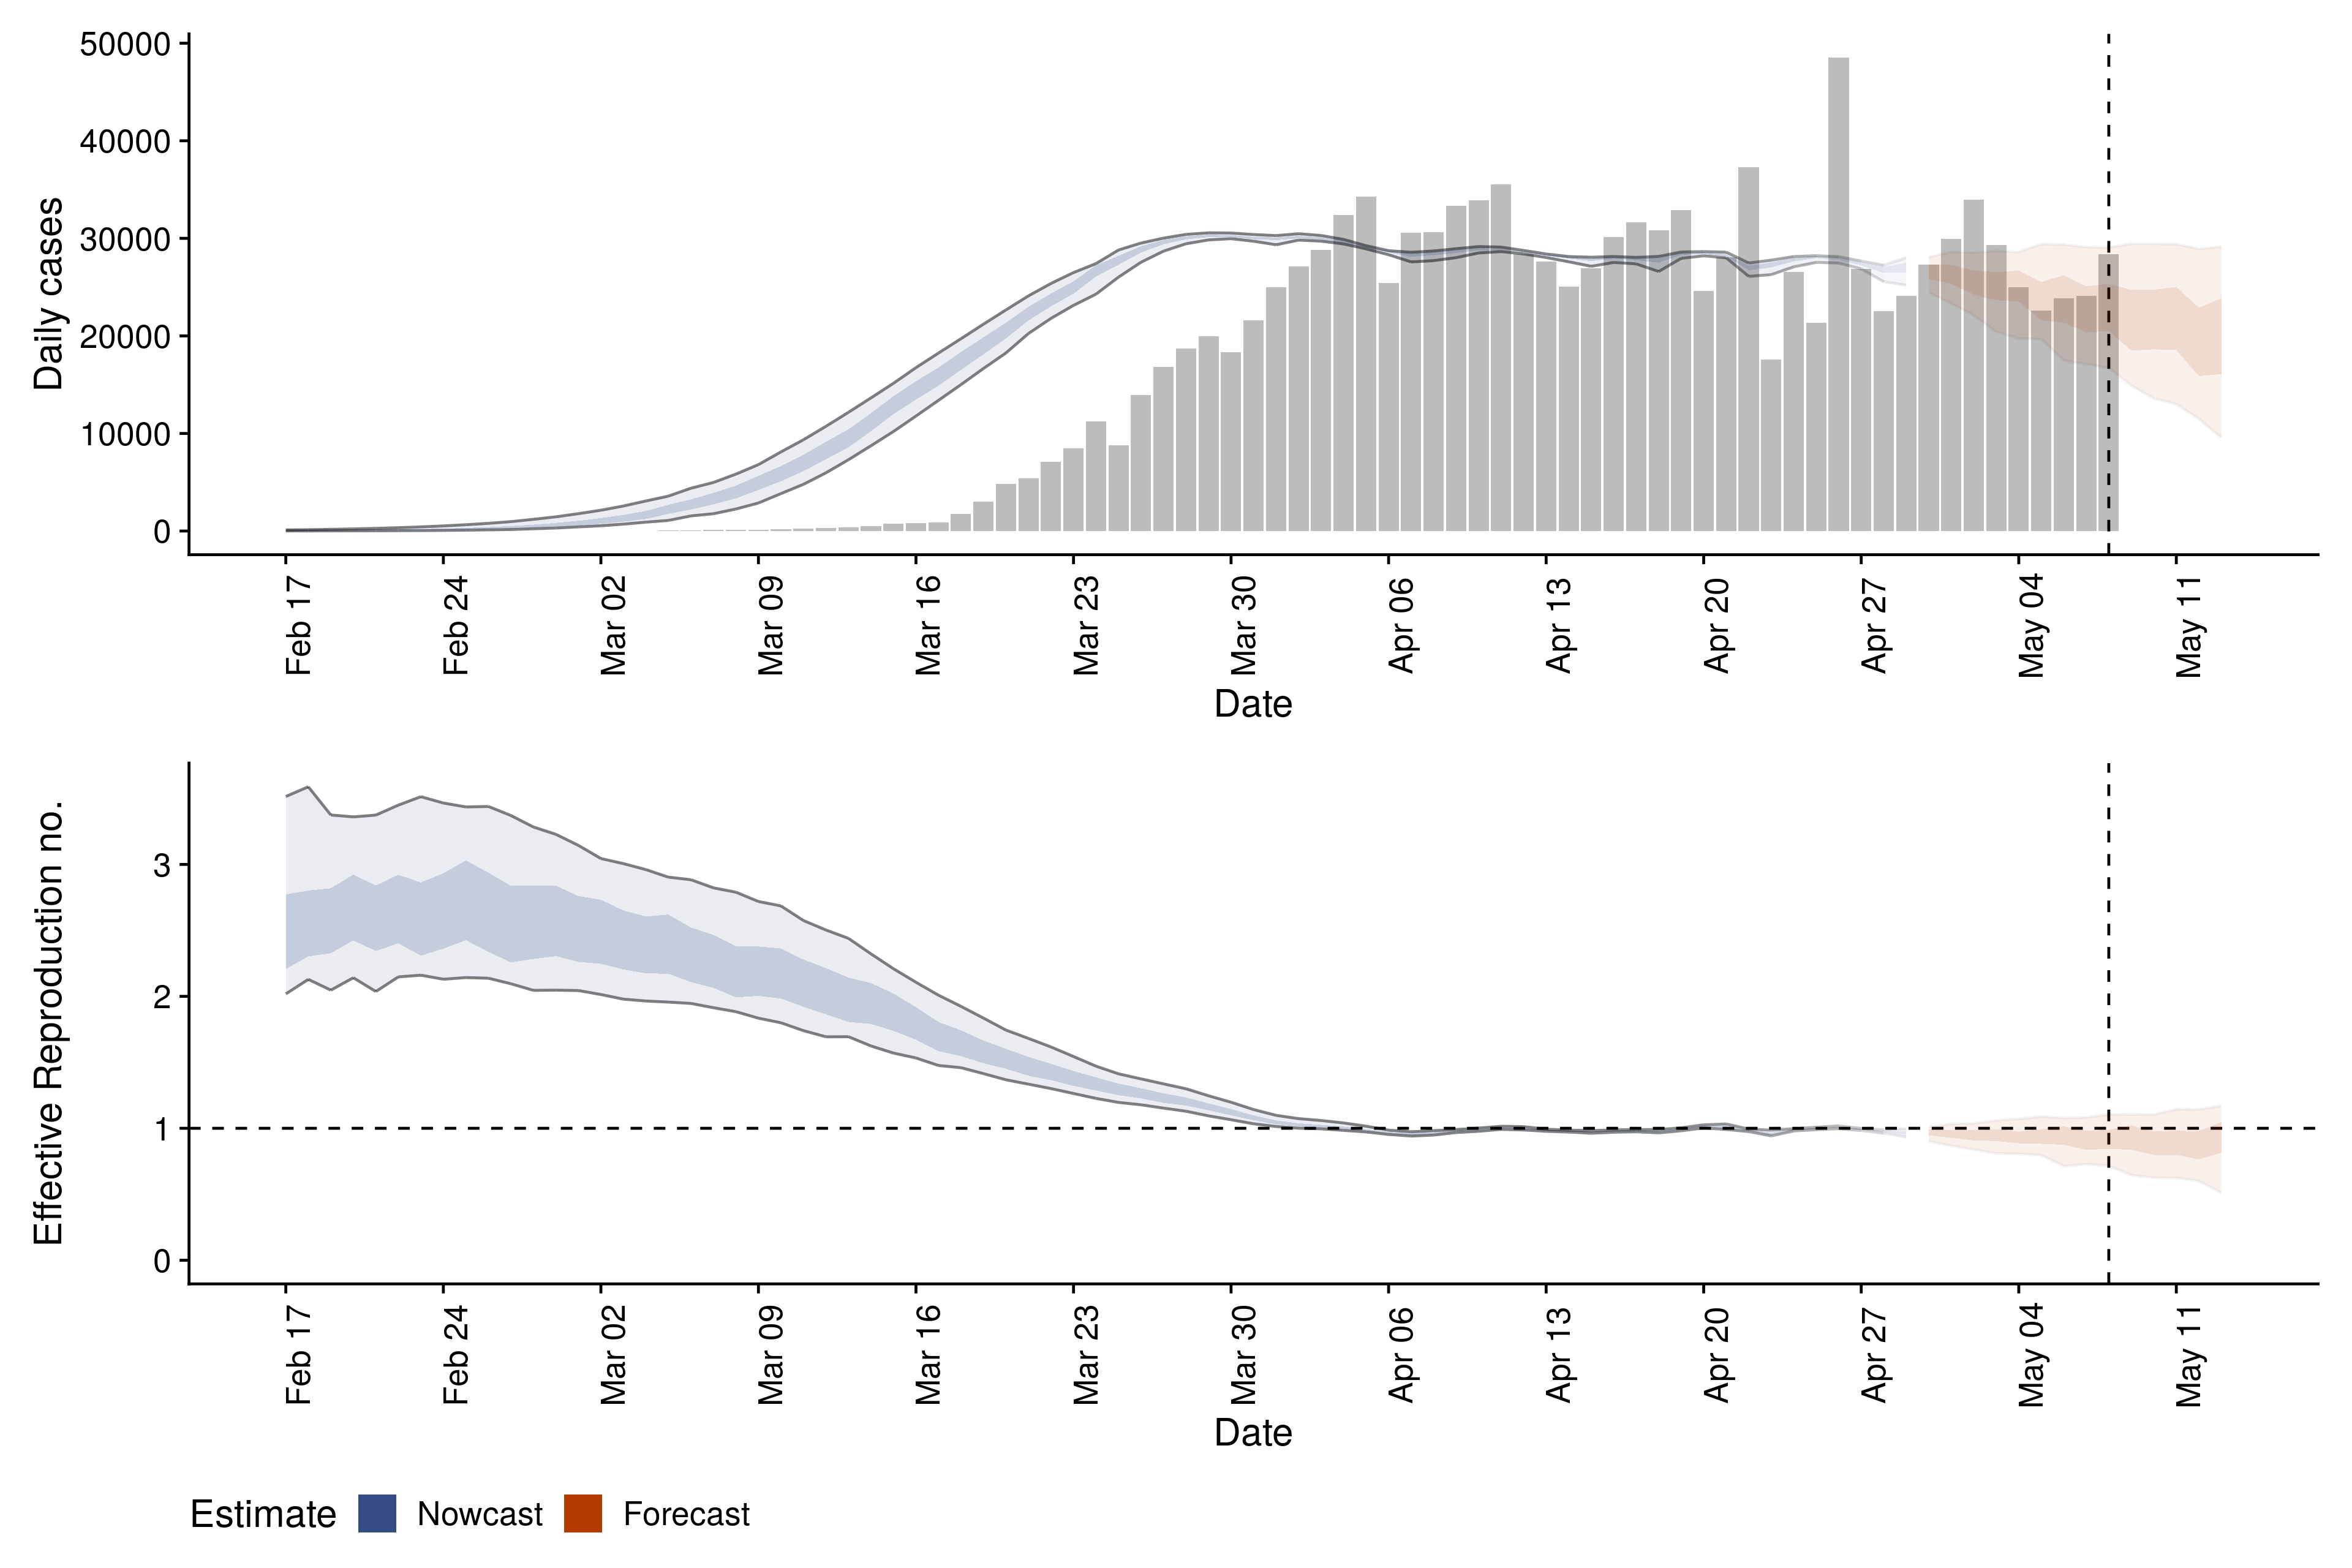 Daily cases
50000
40000
30000
20000
10000
0
Feb 17
Feb 24
Mar 02
Mar 09
Mar 16
Mar 23
Mar 30
Apr 06
Apr 13
Apr 20
Apr 27
May 04
May 11
Date
Effective Reproduction no.
3
2
1
0
Feb 17
Feb 24
Mar 02
Mar 09
Mar 16
Mar 23
Mar 30
Apr 06
Apr 13
Apr 20
Apr 27
May 04
May 11
Date
Estimate Nowcast Forecast